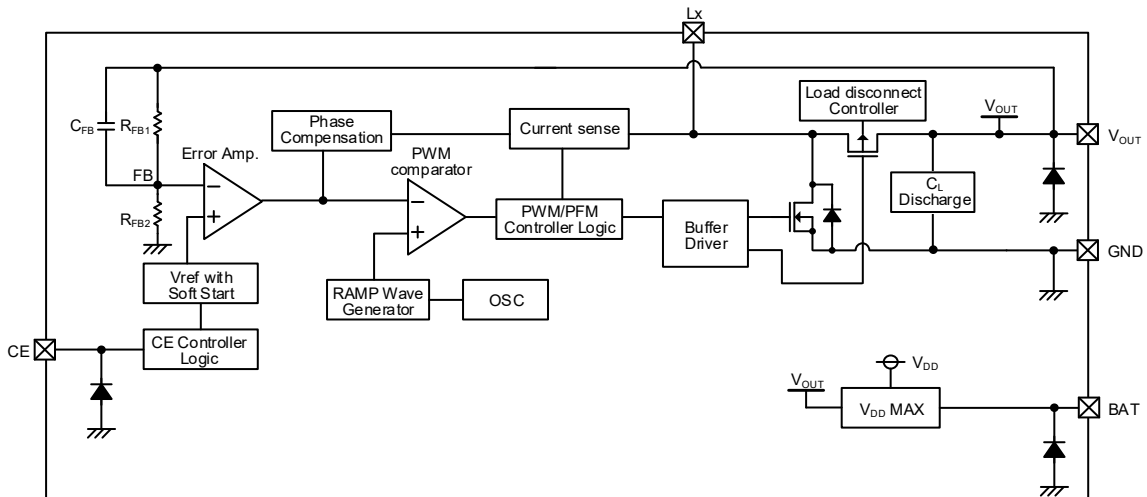 Lx
Load disconnect
Controller
Phase
Compensation
Current sense
VOUT
VOUT
CFB
RFB1
Error Amp.
PWM
comparator
FB
CL
Discharge
RFB2
PWM/PFM
Controller Logic
Buffer
Driver
GND
Vref with
Soft Start
RAMP Wave
Generator
OSC
CE
CE Controller
Logic
VDD
VOUT
VDD MAX
BAT